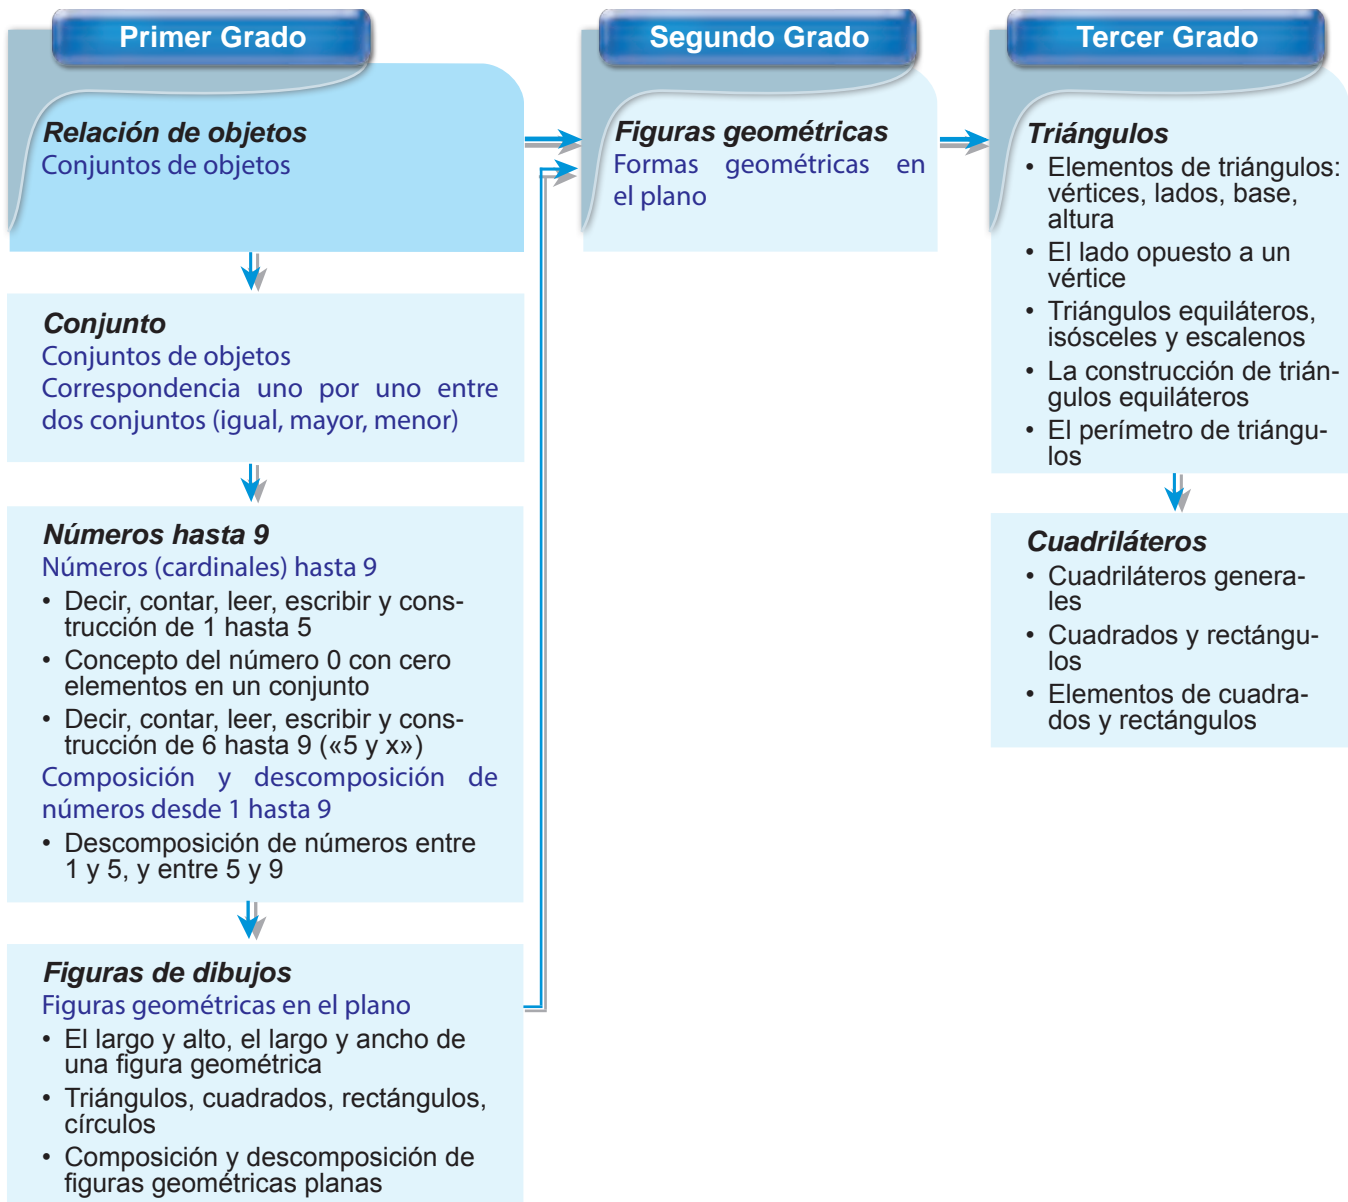 Primer Grado
Relación de objetos
Conjuntos de objetos
Conjunto
Conjuntos de objetos
Correspondencia uno por uno entre
dos conjuntos (igual, mayor, menor)
Números hasta 9
Números (cardinales) hasta 9
• Decir, contar, leer, escribir y cons-
trucción de 1 hasta 5
• Concepto del número 0 con cero
elementos en un conjunto
• Decir, contar, leer, escribir y cons-
trucción de 6 hasta 9 («5 y x»)
Composición y descomposición de
números desde 1 hasta 9
• Descomposición de números entre
1 y 5, y entre 5 y 9
Figuras de dibujos
Figuras geométricas en el plano
• El largo y alto, el largo y ancho de
una figura geométrica
• Triángulos, cuadrados, rectángulos,
círculos
• Composición y descomposición de
figuras geométricas planas
Segundo Grado
Figuras geométricas
Formas geométricas en
el plano
Tercer Grado
Triángulos
• Elementos de triángulos:
vértices, lados, base,
altura
• El lado opuesto a un
vértice
• Triángulos equiláteros,
isósceles y escalenos
• La construcción de trián-
gulos equiláteros
• El perímetro de triángu-
los
Cuadriláteros
• Cuadriláteros genera-
les
• Cuadrados y rectángu-
los
• Elementos de cuadra-
dos y rectángulos